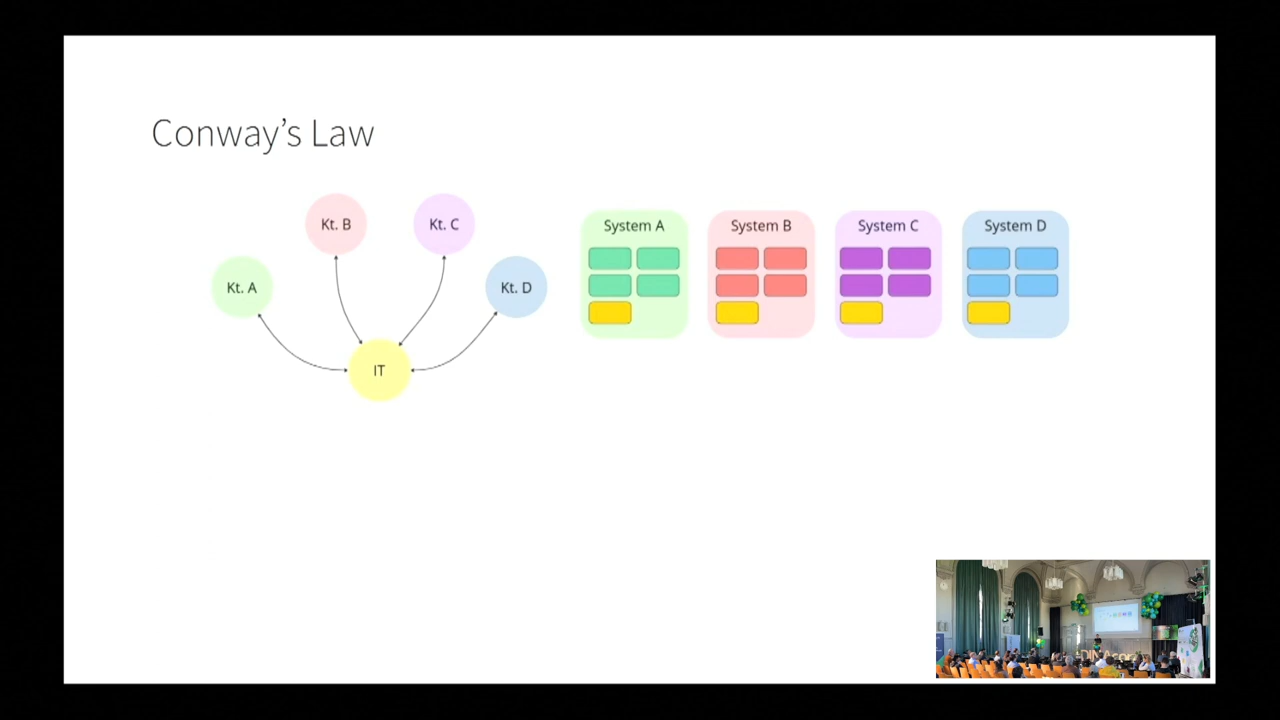 Conway's Law
Kt. A
Kt. B
Kt. C
Kt. D
IT
System A
System B
System C
System D